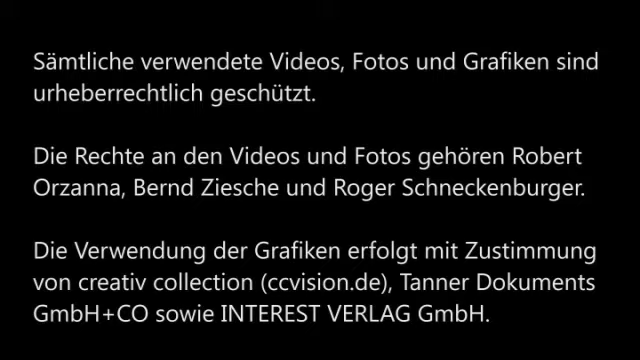 Sämtliche verwendete Videos, Fotos und Grafiken sind
urheberrechtlich geschützt.
Die Rechte an den Videos und Fotos gehören Robert
Orzanna, Bernd Ziesche und Roger Schneckenburger.
Die Verwendung der Grafiken erfolgt mit Zustimmung
von creativ collection (ccvision.de), Tanner Dokuments
GmbH+CO sowie INTEREST VERLAG GmbH.